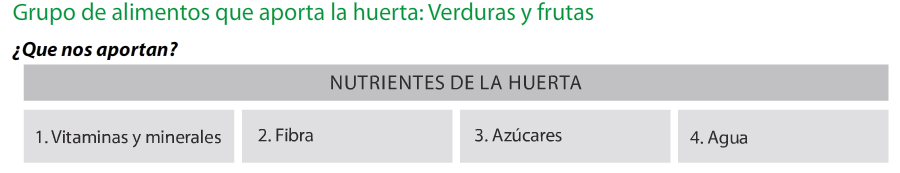 Grupo de alimentos que aporta la huerta: Verduras y frutas
¿Que nos aportan?
NUTRIENTES DE LA HUERTA
1. Vitaminas y minerales
2. Fibra
3. Azúcares
4. Agua